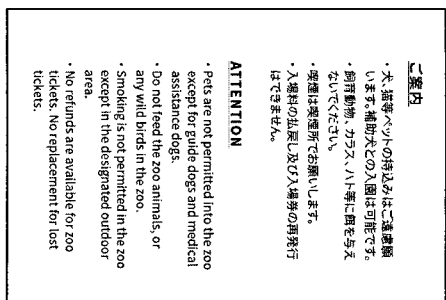 ご案内
・犬、猫等ペットの持込みはご遠慮願
います。補助犬との入園は可能です。
・飼育動物、カラス、ハト等に餌を与え
ないでください。
・喫煙は喫煙所でお願いします。
・入場料の払戻し及び入場券の再発行
はできません。
ATTENTION
・Pets are not permitted into the zoo
except for guide dogs and medical
assistance dogs.
・Do not feed the zoo animals, or
any wild birds in the zoo.
・Smoking is not permitted in the zoo
except in the designated outdoor
area.
・No refunds are available for zoo
tickets. No replacement for lost
tickets.